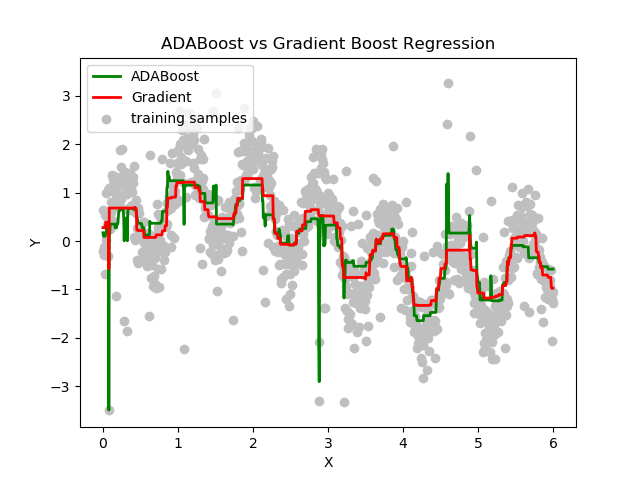 ADABoost vs Gradient Boost Regression
ADABoost
Gradient
training samples
3
2
1
0
−1
−2
−3
Y
0 1 2 3 4 5 6
X